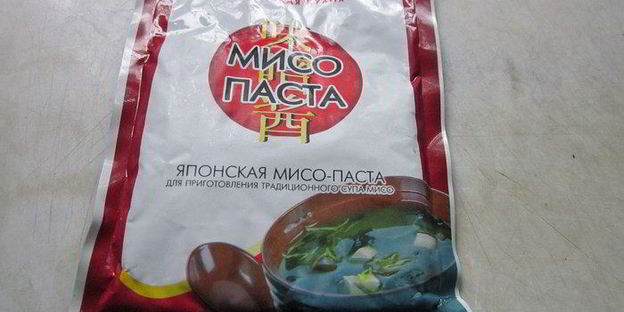 МИСО
ПАСТА
ЯПОНСКАЯ МИСО-ПАСТА
ДЛЯ ПРИГОТОВЛЕНИЯ ТРАДИЦИОННОГО СУПА МИСО